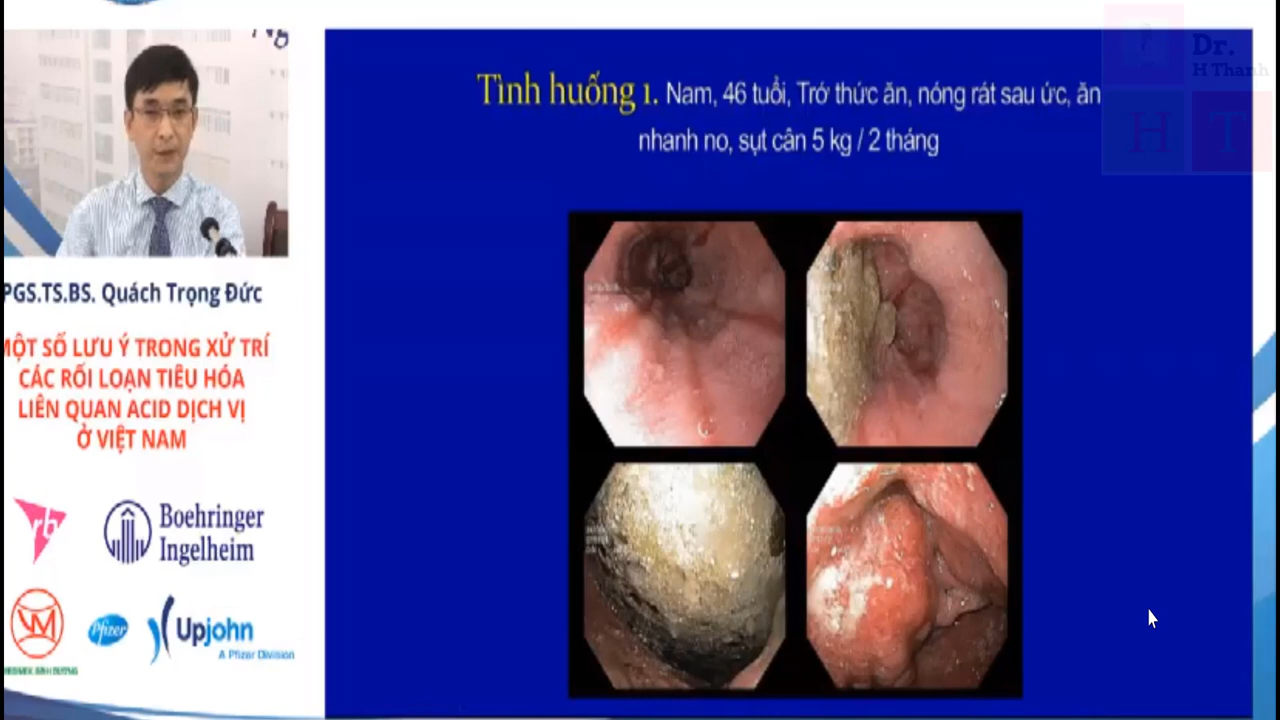 Ng
PGS.TS.BS. Quách Trọng Đức
MỘT SỐ LƯU Ý TRONG XỬ TRÍ
CÁC RỐI LOẠN TIÊU HÓA
LIÊN QUAN ACID DỊCH VỊ
Ở VIỆT NAM
rb
Boehringer
Ingelheim
Pfizer
Upjohn
A Pfizer Division
Tình huống 1. Nam, 46 tuổi, Trớ thức ăn, nóng rát sau ức, ăn
nhanh no, sụt cân 5 kg / 2 tháng
Dr.
H Thanh
H T